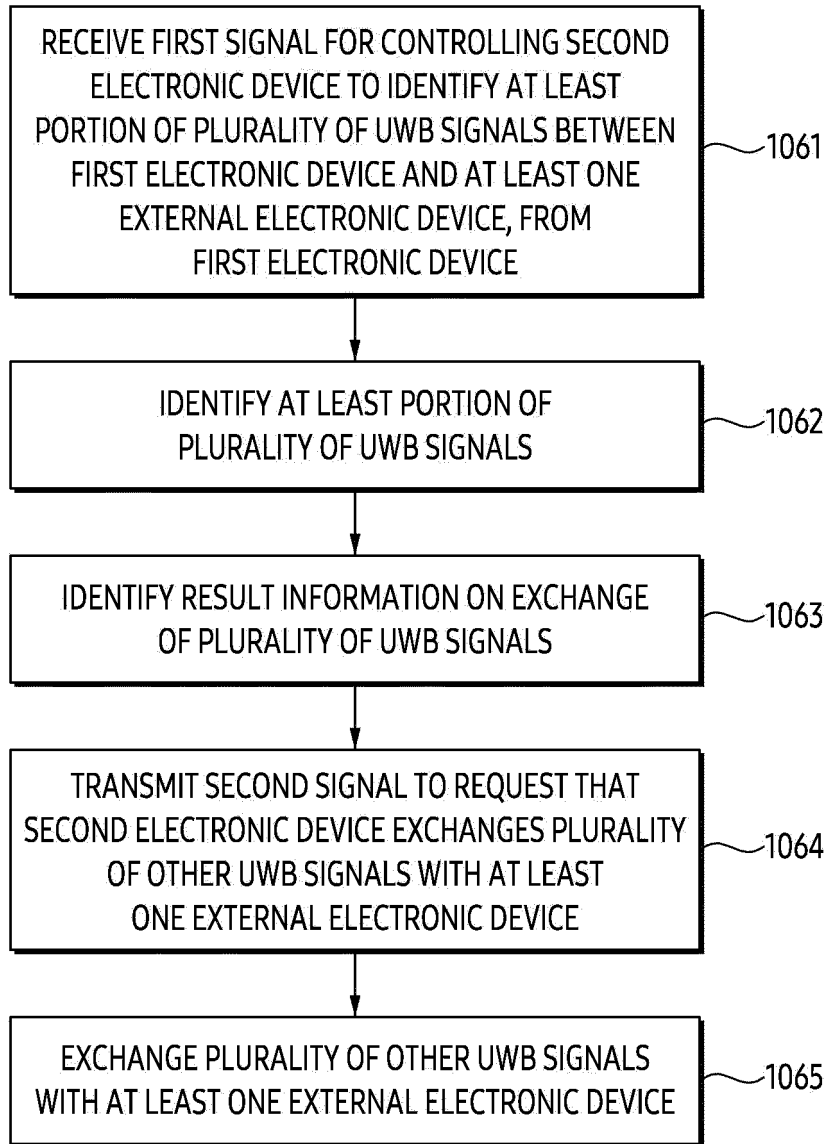 RECEIVE FIRST SIGNAL FOR CONTROLLING SECOND
ELECTRONIC DEVICE TO IDENTIFY AT LEAST
PORTION OF PLURALITY OF UWB SIGNALS BETWEEN
FIRST ELECTRONIC DEVICE AND AT LEAST ONE
EXTERNAL ELECTRONIC DEVICE, FROM
FIRST ELECTRONIC DEVICE
1061
IDENTIFY AT LEAST PORTION OF
PLURALITY OF UWB SIGNALS
1062
IDENTIFY RESULT INFORMATION ON EXCHANGE
OF PLURALITY OF UWB SIGNALS
1063
TRANSMIT SECOND SIGNAL TO REQUEST THAT
SECOND ELECTRONIC DEVICE EXCHANGES PLURALITY
OF OTHER UWB SIGNALS WITH AT LEAST
ONE EXTERNAL ELECTRONIC DEVICE
1064
EXCHANGE PLURALITY OF OTHER UWB SIGNALS
WITH AT LEAST ONE EXTERNAL ELECTRONIC DEVICE
1065